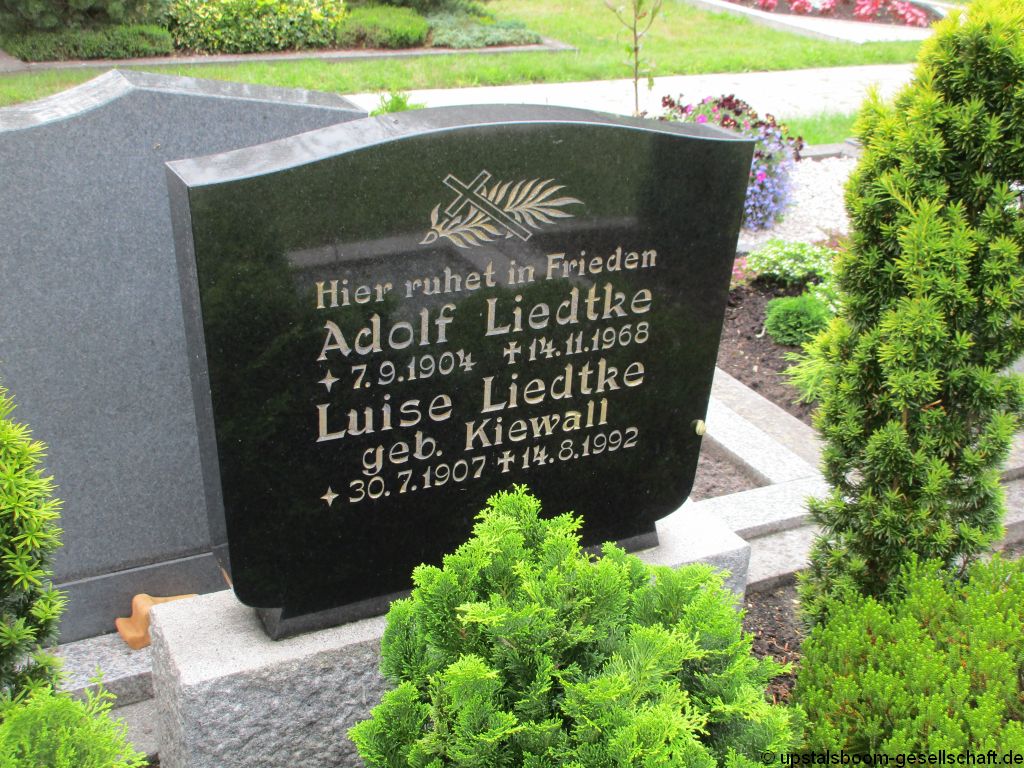 Hier ruhet in Frieden
Adolf Liedtke
✦ 7.9.1904 ✝ 14.11.1968
Luise Liedtke
geb. Kiewall
✦ 30.7.1907 ✝ 14.8.1992
© upstalsboom-gesellschaft.de